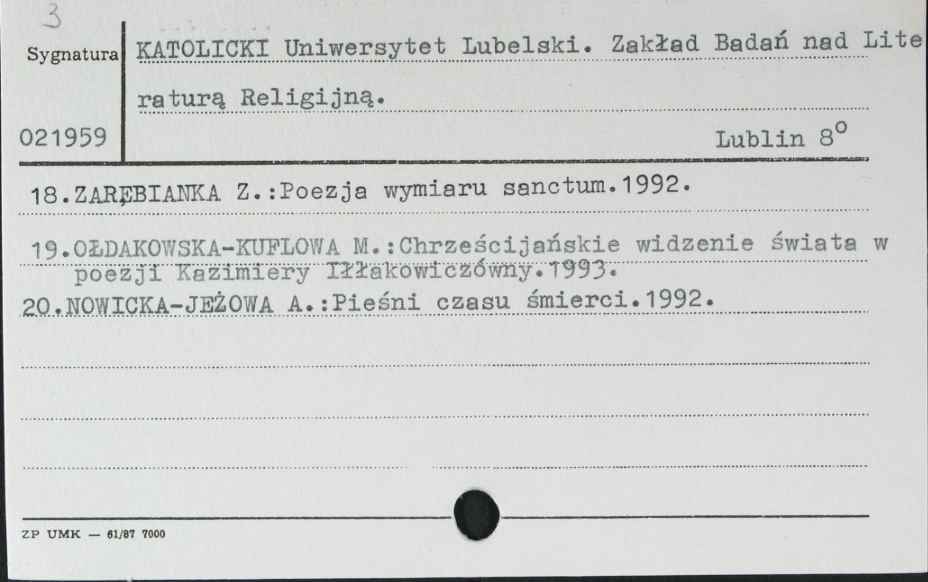 3
Sygnatura
KATOLICKI Uniwersytet Lubelski. Zakład Badań nad Lite
raturą Religijną.
021959
Lublin 8°
18.ZARĘBIANKA Z.:Poezja wymiaru sanctum.1992.
19.OŁDAKOWSKA-KUFLOWA M.:Chrześcijańskie widzenie świata w
poezji Kazimiery Iłłakowiczówny.1993.
20.NOWICKA-JEŻOWA A.:Pieśni czasu śmierci.1992.
ZP UMK — 61/87 7000